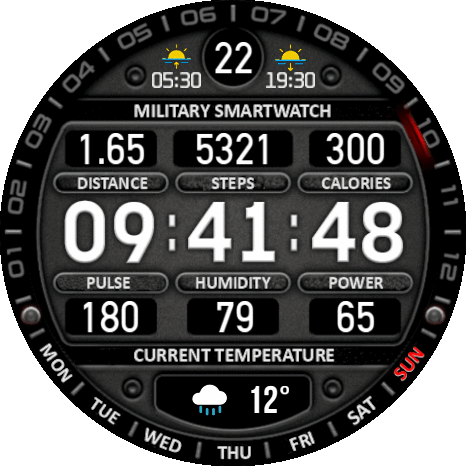 01 02 03 04 05 06 07 08 09 10 11 12
22
05:30 19:30
MILITARY SMARTWATCH
1.65 5321 300
DISTANCE STEPS CALORIES
09:41:48
PULSE HUMIDITY POWER
180 79 65
CURRENT TEMPERATURE
12°
MON TUE WED THU FRI SAT SUN